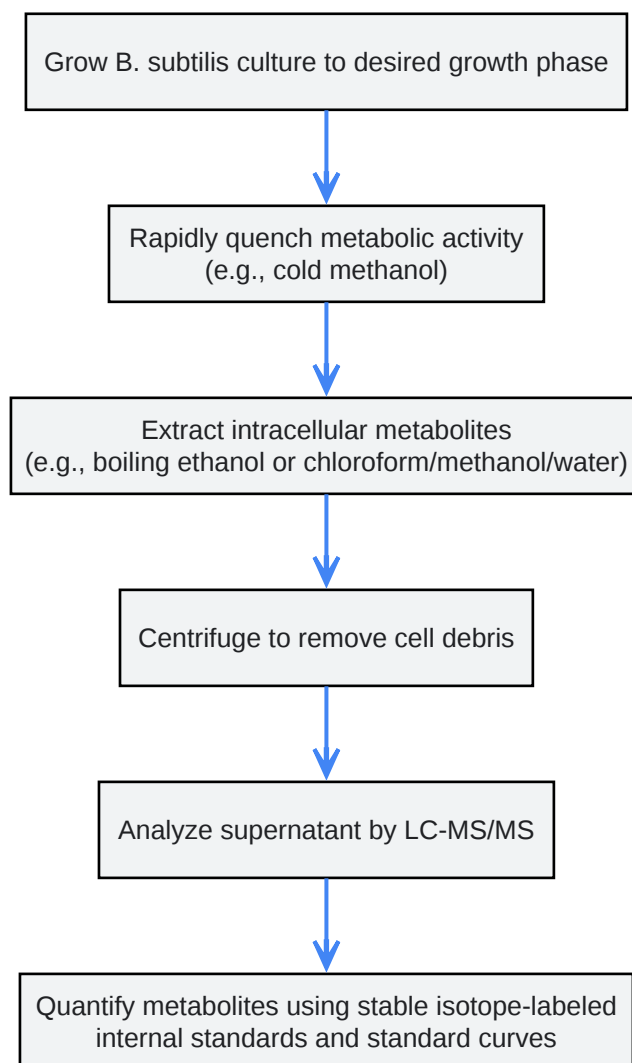 Grow B. subtilis culture to desired growth phase
Rapidly quench metabolic activity
(e.g., cold methanol)
Extract intracellular metabolites
(e.g., boiling ethanol or chloroform/methanol/water)
Centrifuge to remove cell debris
Analyze supernatant by LC-MS/MS
Quantify metabolites using stable isotope-labeled
internal standards and standard curves